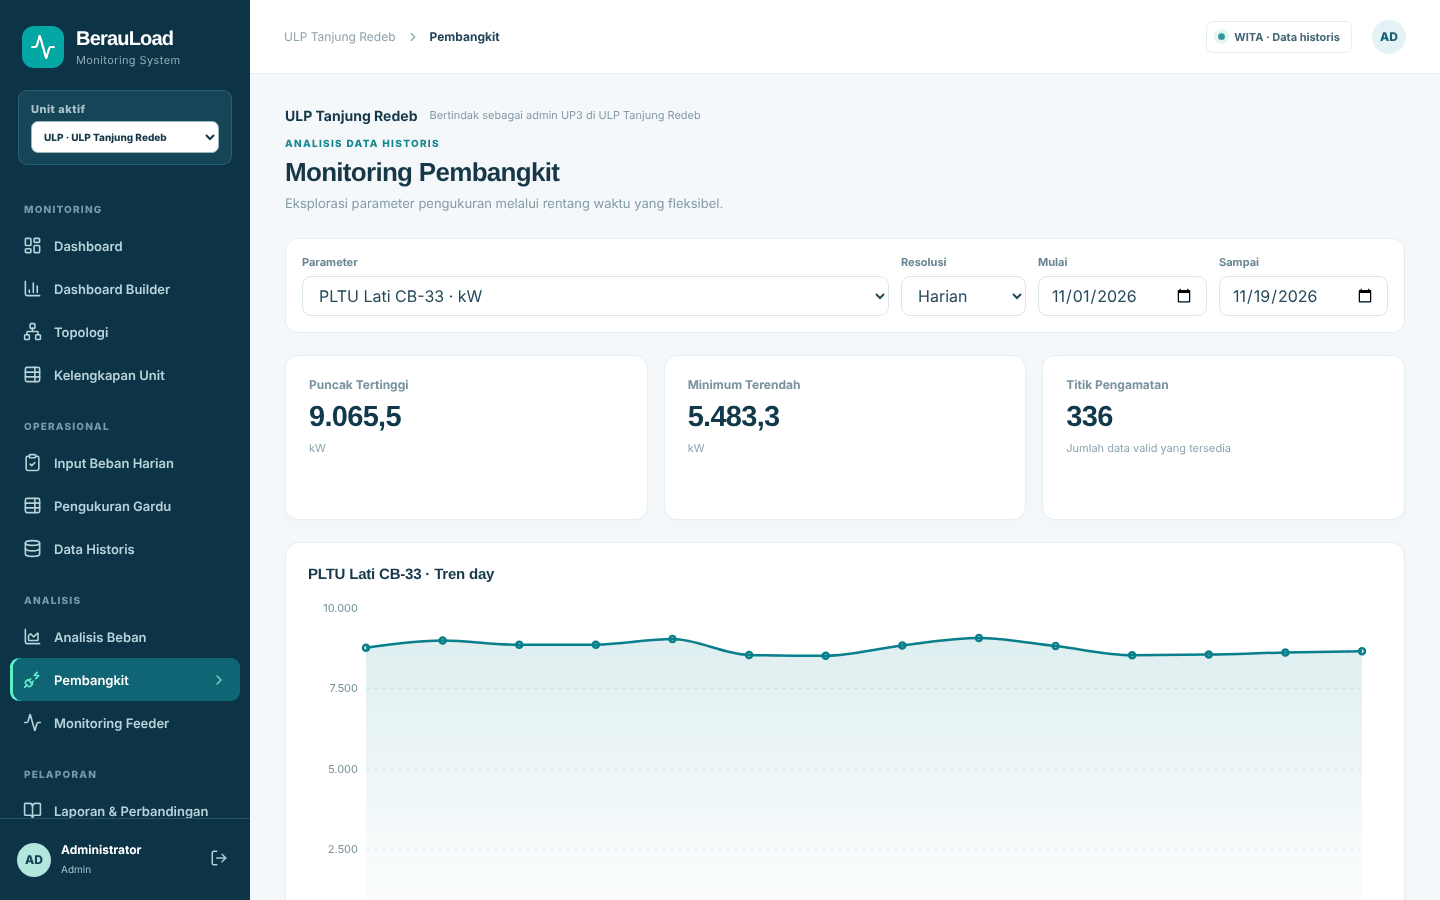 BerauLoad
Monitoring System
Unit aktif
ULP · ULP Tanjung Redeb
MONITORING
Dashboard
Dashboard Builder
Topologi
Kelengkapan Unit
OPERASIONAL
Input Beban Harian
Pengukuran Gardu
Data Historis
ANALISIS
Analisis Beban
Pembangkit
Monitoring Feeder
PELAPORAN
Laporan & Perbandingan
AD
Administrator
Admin
ULP Tanjung Redeb
Pembangkit
WITA · Data historis
AD
ULP Tanjung Redeb Bertindak sebagai admin UP3 di ULP Tanjung Redeb
ANALISIS DATA HISTORIS
Monitoring Pembangkit
Eksplorasi parameter pengukuran melalui rentang waktu yang fleksibel.
Parameter Resolusi Mulai Sampai
PLTU Lati CB-33 · kW Harian 11/01/2026 11/19/2026
Puncak Tertinggi
9.065,5
kW
Minimum Terendah
5.483,3
kW
Titik Pengamatan
336
Jumlah data valid yang tersedia
PLTU Lati CB-33 · Tren day
10.000
7.500
5.000
2.500